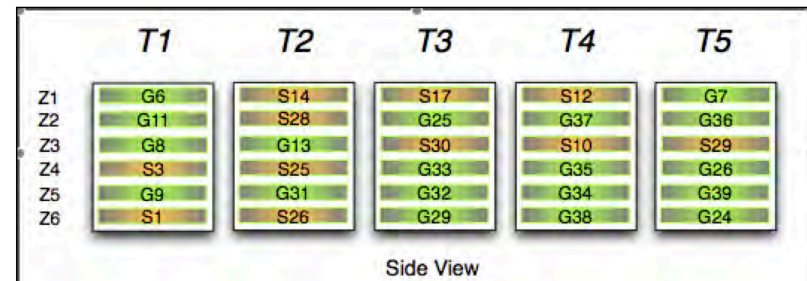 T1 T2 T3 T4 T5
Z1 G6 S14 S17 S12 G7
Z2 G11 S28 G25 G37 G36
Z3 G8 G13 S30 S10 S29
Z4 S3 S25 G33 G35 G26
Z5 G9 G31 G32 G34 G39
Z6 S1 S26 G29 G38 G24
Side View